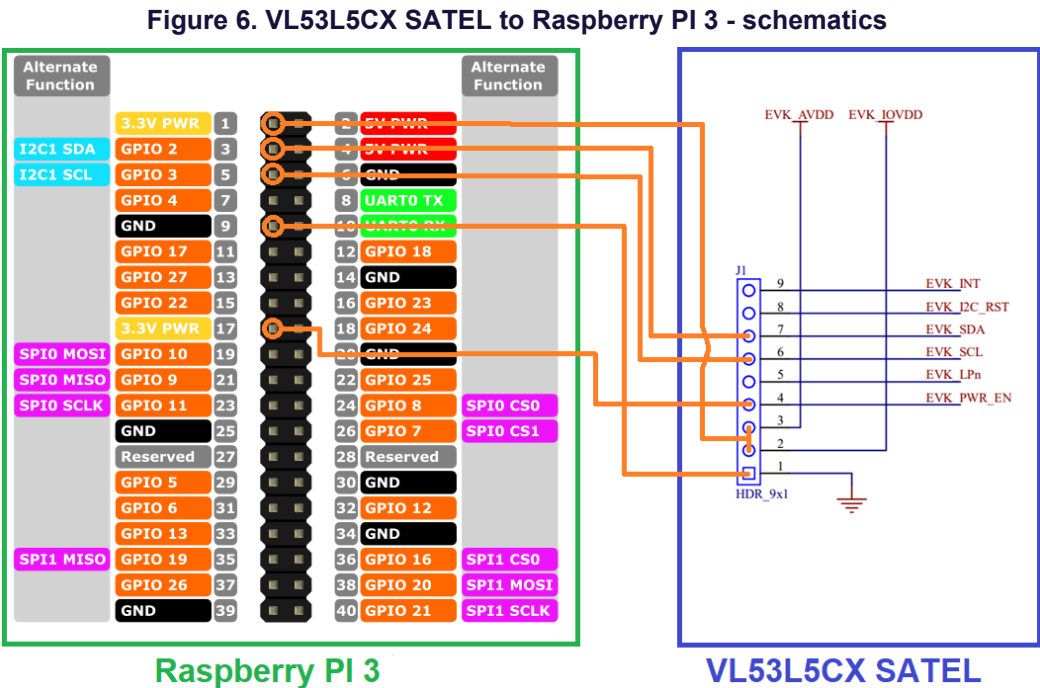 Figure 6. VL53L5CX SATEL to Raspberry PI 3 - schematics
Alternate
Function
Alternate
Function
3.3V PWR 1 2 5V PWR
I2C1 SDA GPIO 2 3 4 5V PWR
I2C1 SCL GPIO 3 5 6 GND
GPIO 4 7 8 UART0 TX
GND 9 10 UART0 RX
GPIO 17 11 12 GPIO 18
GPIO 27 13 14 GND
GPIO 22 15 16 GPIO 23
3.3V PWR 17 18 GPIO 24
SPI0 MOSI GPIO 10 19 20 GND
SPI0 MISO GPIO 9 21 22 GPIO 25
SPI0 SCLK GPIO 11 23 24 GPIO 8 SPI0 CS0
GND 25 26 GPIO 7 SPI0 CS1
Reserved 27 28 Reserved
GPIO 5 29 30 GND
GPIO 6 31 32 GPIO 12
GPIO 13 33 34 GND
SPI1 MISO GPIO 19 35 36 GPIO 16 SPI1 CS0
GPIO 26 37 38 GPIO 20 SPI1 MOSI
GND 39 40 GPIO 21 SPI1 SCLK
Raspberry PI 3
EVK_AVDD EVK_IOVDD
J1
9 EVK_INT
8 EVK_I2C_RST
7 EVK_SDA
6 EVK_SCL
5 EVK_LPn
4 EVK_PWR_EN
3
2
1
HDR_9x1
VL53L5CX SATEL